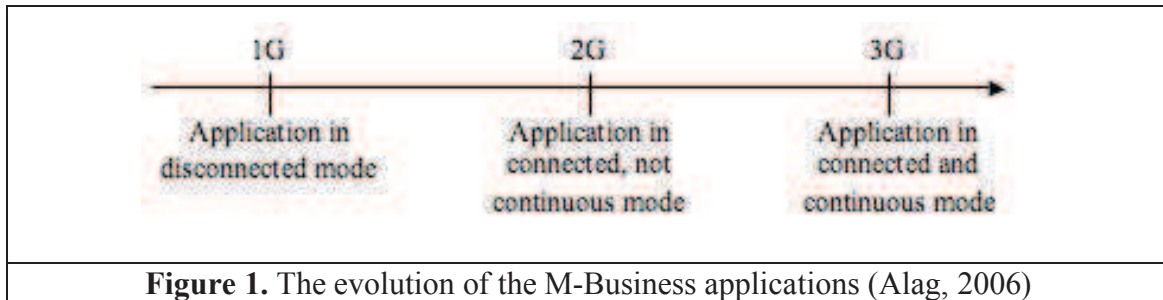 1G 2G 3G
Application in Application in Application in
disconnected mode connected, not connected and
continuous mode continuous mode
Figure 1. The evolution of the M-Business applications (Alag, 2006)